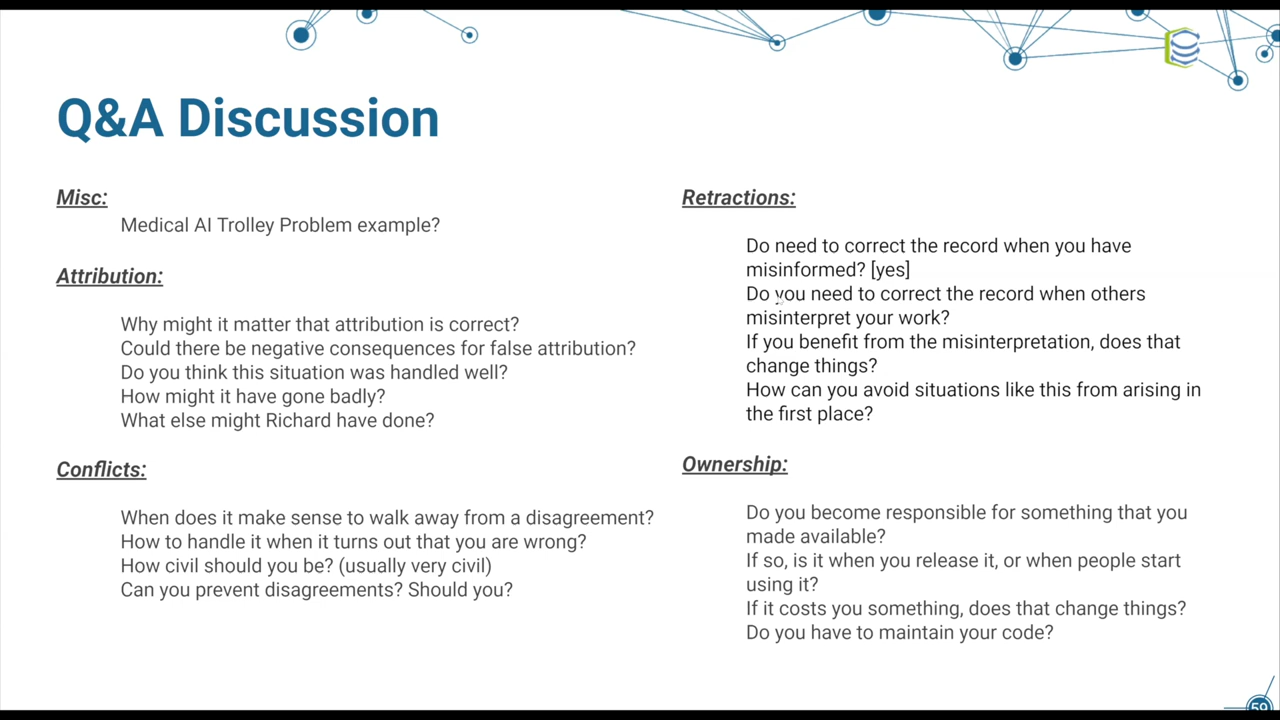 Q&A Discussion
Misc:
Medical AI Trolley Problem example?
Attribution:
Why might it matter that attribution is correct?
Could there be negative consequences for false attribution?
Do you think this situation was handled well?
How might it have gone badly?
What else might Richard have done?
Conflicts:
When does it make sense to walk away from a disagreement?
How to handle it when it turns out that you are wrong?
How civil should you be? (usually very civil)
Can you prevent disagreements? Should you?
Retractions:
Do need to correct the record when you have
misinformed? [yes]
Do you need to correct the record when others
misinterpret your work?
If you benefit from the misinterpretation, does that
change things?
How can you avoid situations like this from arising in
the first place?
Ownership:
Do you become responsible for something that you
made available?
If so, is it when you release it, or when people start
using it?
If it costs you something, does that change things?
Do you have to maintain your code?
59